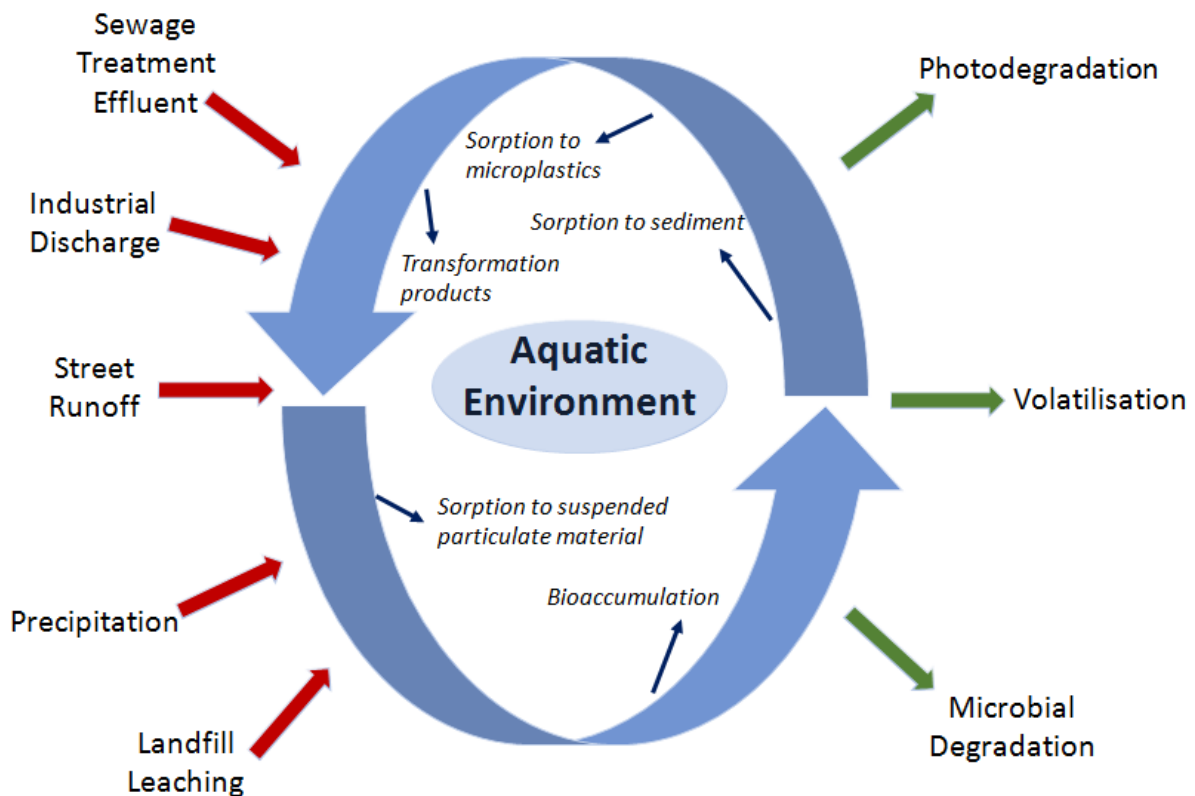 Sewage
Treatment
Effluent
Industrial
Discharge
Street
Runoff
Precipitation
Landfill
Leaching
Sorption to
microplastics
Sorption to sediment
Transformation
products
Aquatic
Environment
Sorption to suspended
particulate material
Bioaccumulation
Photodegradation
Volatilisation
Microbial
Degradation